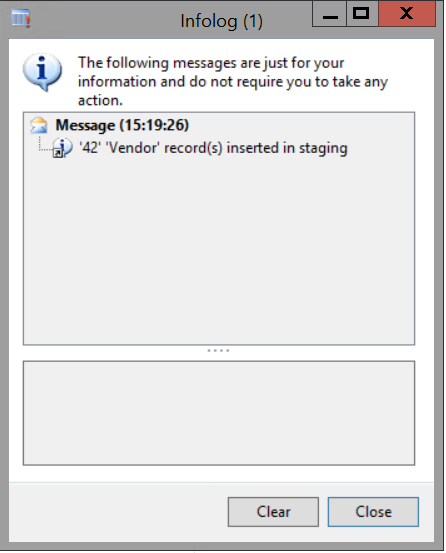 Infolog (1)
The following messages are just for your
information and do not require you to take any
action.
Message (15:19:26)
'42' 'Vendor' record(s) inserted in staging
Clear
Close